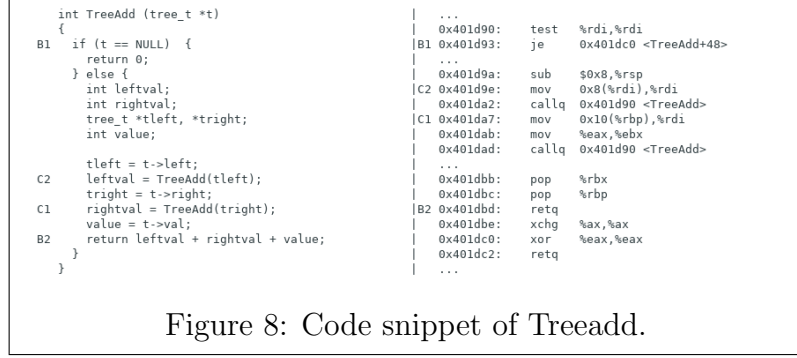 int TreeAdd (tree_t *t) | ...
{ | 0x401d90: test %rdi,%rdi
B1 if (t == NULL) { |B1 0x401d93: je 0x401dc0 <TreeAdd+48>
return 0; | ...
} else { | 0x401d9a: sub $0x8,%rsp
int leftval; |C2 0x401d9e: mov 0x8(%rdi),%rdi
int rightval; | 0x401da2: callq 0x401d90 <TreeAdd>
tree_t *tleft, *tright; |C1 0x401da7: mov 0x10(%rbp),%rdi
int value; | 0x401dab: mov %eax,%ebx
| 0x401dad: callq 0x401d90 <TreeAdd>
tleft = t->left; | ...
C2 leftval = TreeAdd(tleft); | 0x401dbb: pop %rbx
tright = t->right; | 0x401dbc: pop %rbp
C1 rightval = TreeAdd(tright); |B2 0x401dbd: retq
value = t->val; | 0x401dbe: xchg %ax,%ax
B2 return leftval + rightval + value; | 0x401dc0: xor %eax,%eax
} | 0x401dc2: retq
} | ...
Figure 8: Code snippet of Treeadd.